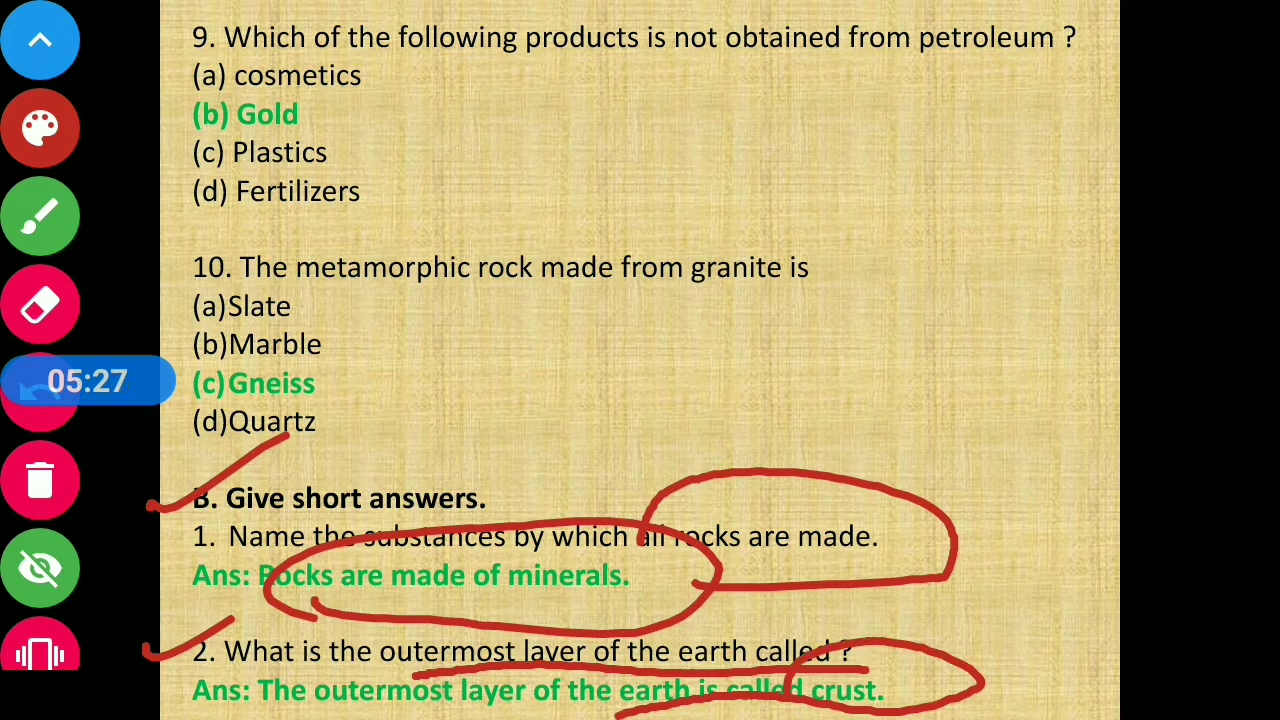 9. Which of the following products is not obtained from petroleum ?
(a) cosmetics
(b) Gold
(c) Plastics
(d) Fertilizers
10. The metamorphic rock made from granite is
(a)Slate
(b)Marble
(c)Gneiss
(d)Quartz
05:27
B. Give short answers.
1. Name the substances by which all rocks are made.
Ans: Rocks are made of minerals.
2. What is the outermost layer of the earth called ?
Ans: The outermost layer of the earth is called crust.